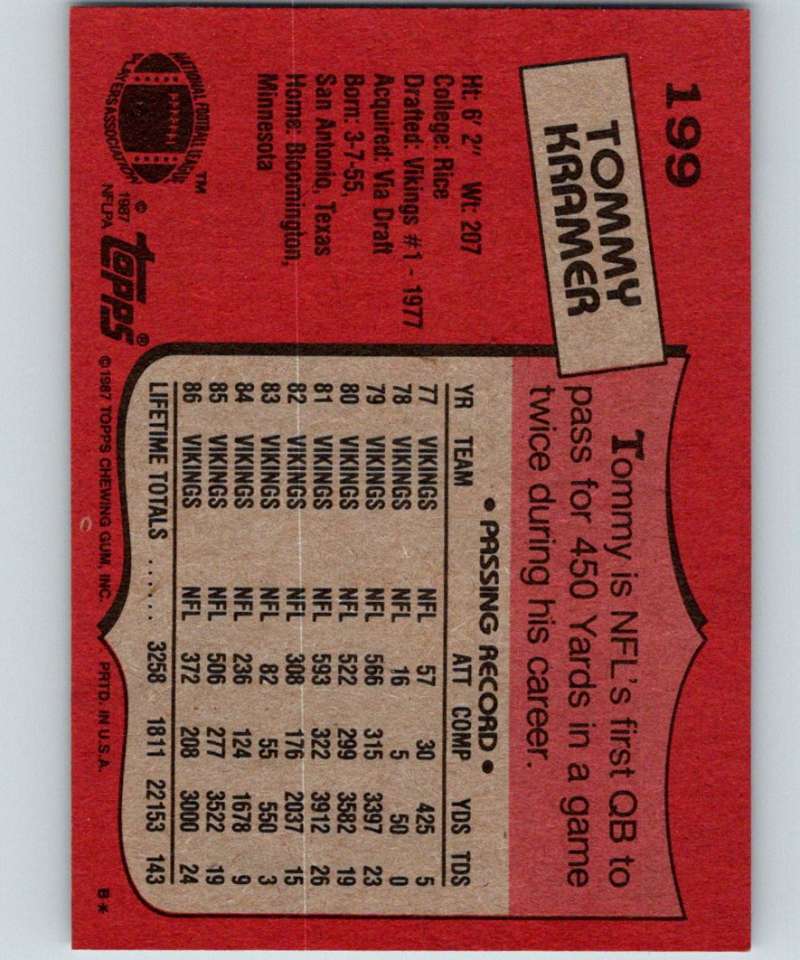 199
TOMMY
KRAMER
Ht: 6' 2" Wt: 207
College: Rice
Drafted: Vikings #1 - 1977
Acquired: Via Draft
Born: 3-7-55,
San Antonio, Texas
Home: Bloomington,
Minnesota
NATIONAL FOOTBALL LEAGUE
PLAYERS ASSOCIATION
™
© 1987
NFLPA
topps®
Tommy is NFL's first QB to
pass for 450 Yards in a game
twice during his career.
• PASSING RECORD •
YR TEAM ATT COMP YDS TDS
77 VIKINGS NFL 57 30 425 5
78 VIKINGS NFL 16 5 50 0
79 VIKINGS NFL 566 315 3397 23
80 VIKINGS NFL 522 299 3582 19
81 VIKINGS NFL 593 322 3912 26
82 VIKINGS NFL 308 176 2037 15
83 VIKINGS NFL 82 55 550 3
84 VIKINGS NFL 236 124 1678 9
85 VIKINGS NFL 506 277 3522 19
86 VIKINGS NFL 372 208 3000 24
LIFETIME TOTALS ...... 3258 1811 22153 143
©1987 TOPPS CHEWING GUM, INC. PRTD. IN U.S.A. B*